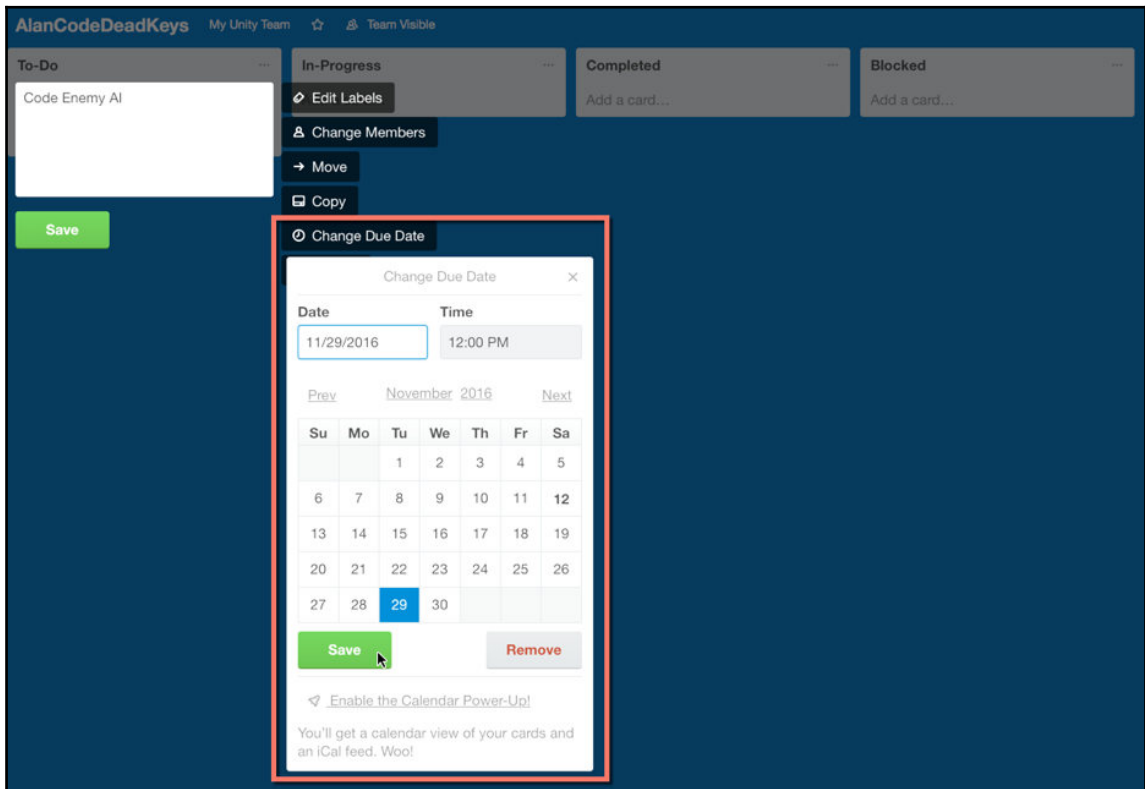 AlanCodeDeadKeys My Unity Team Team Visible
To-Do ... In-Progress ... Completed ... Blocked ...
Code Enemy AI Edit Labels Add a card... Add a card...
Change Members
Move
Copy
Save Change Due Date
Change Due Date ×
Date Time
11/29/2016 12:00 PM
Prev November 2016 Next
Su Mo Tu We Th Fr Sa
1 2 3 4 5
6 7 8 9 10 11 12
13 14 15 16 17 18 19
20 21 22 23 24 25 26
27 28 29 30
Save Remove
Enable the Calendar Power-Up!
You'll get a calendar view of your cards and
an iCal feed. Woo!